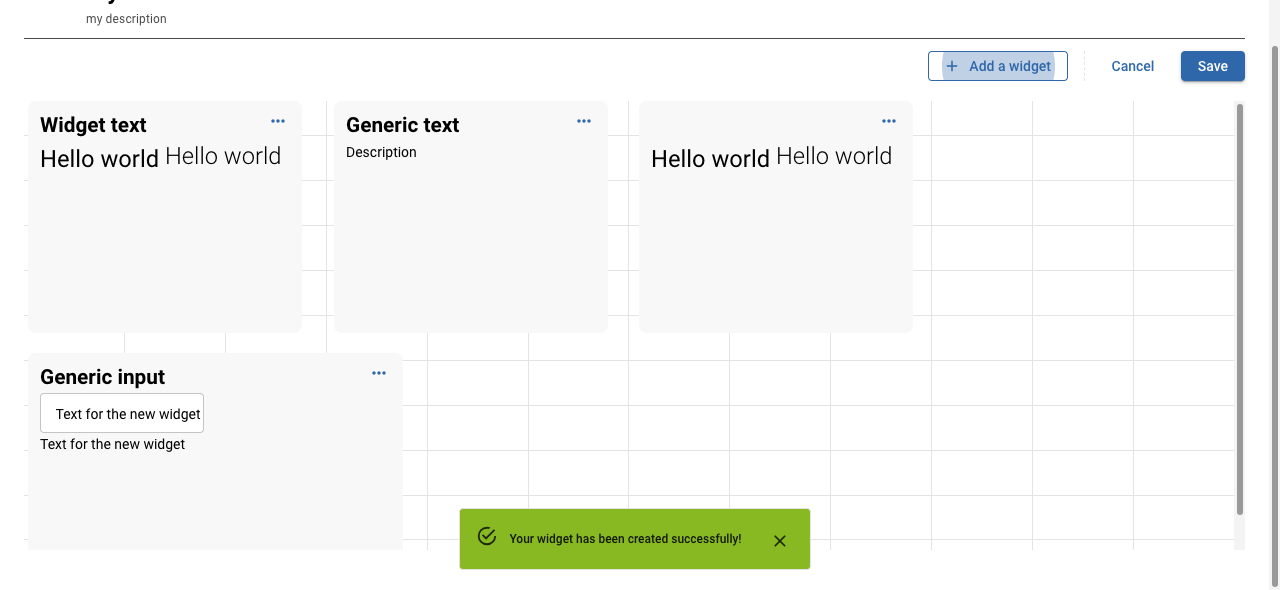 my description
Add a widget
Cancel
Save
Widget text
Hello world Hello world
Generic text
Description
Hello world Hello world
Generic input
Text for the new widget
Text for the new widget
Your widget has been created successfully!